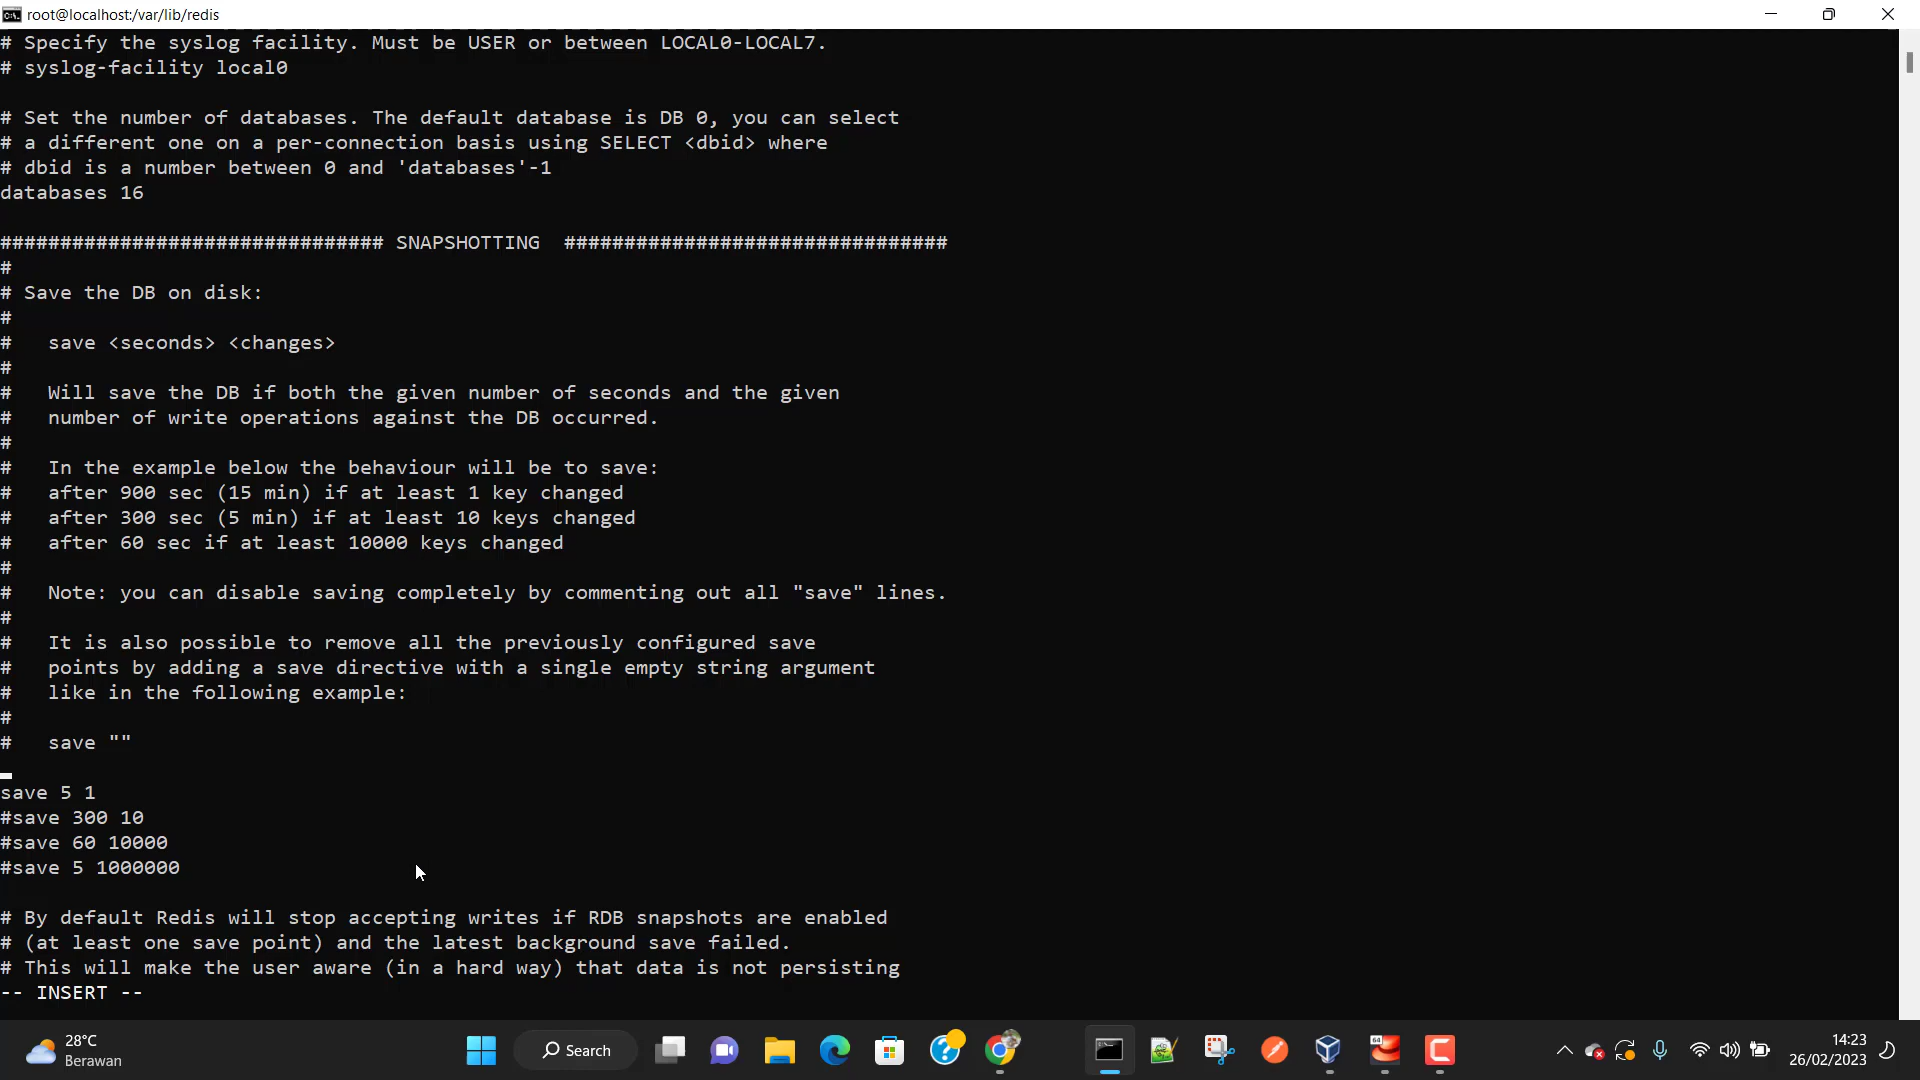 root@localhost:/var/lib/redis
# Specify the syslog facility. Must be USER or between LOCAL0-LOCAL7.
# syslog-facility local0
# Set the number of databases. The default database is DB 0, you can select
# a different one on a per-connection basis using SELECT <dbid> where
# dbid is a number between 0 and 'databases'-1
databases 16
################################ SNAPSHOTTING  ################################
#
# Save the DB on disk:
#
#   save <seconds> <changes>
#
#   Will save the DB if both the given number of seconds and the given
#   number of write operations against the DB occurred.
#
#   In the example below the behaviour will be to save:
#   after 900 sec (15 min) if at least 1 key changed
#   after 300 sec (5 min) if at least 10 keys changed
#   after 60 sec if at least 10000 keys changed
#
#   Note: you can disable saving completely by commenting out all "save" lines.
#
#   It is also possible to remove all the previously configured save
#   points by adding a save directive with a single empty string argument
#   like in the following example:
#
#   save ""
save 5 1
#save 300 10
#save 60 10000
#save 5 1000000
# By default Redis will stop accepting writes if RDB snapshots are enabled
# (at least one save point) and the latest background save failed.
# This will make the user aware (in a hard way) that data is not persisting
-- INSERT --
28°C
Berawan
Search
64
14:23
26/02/2023